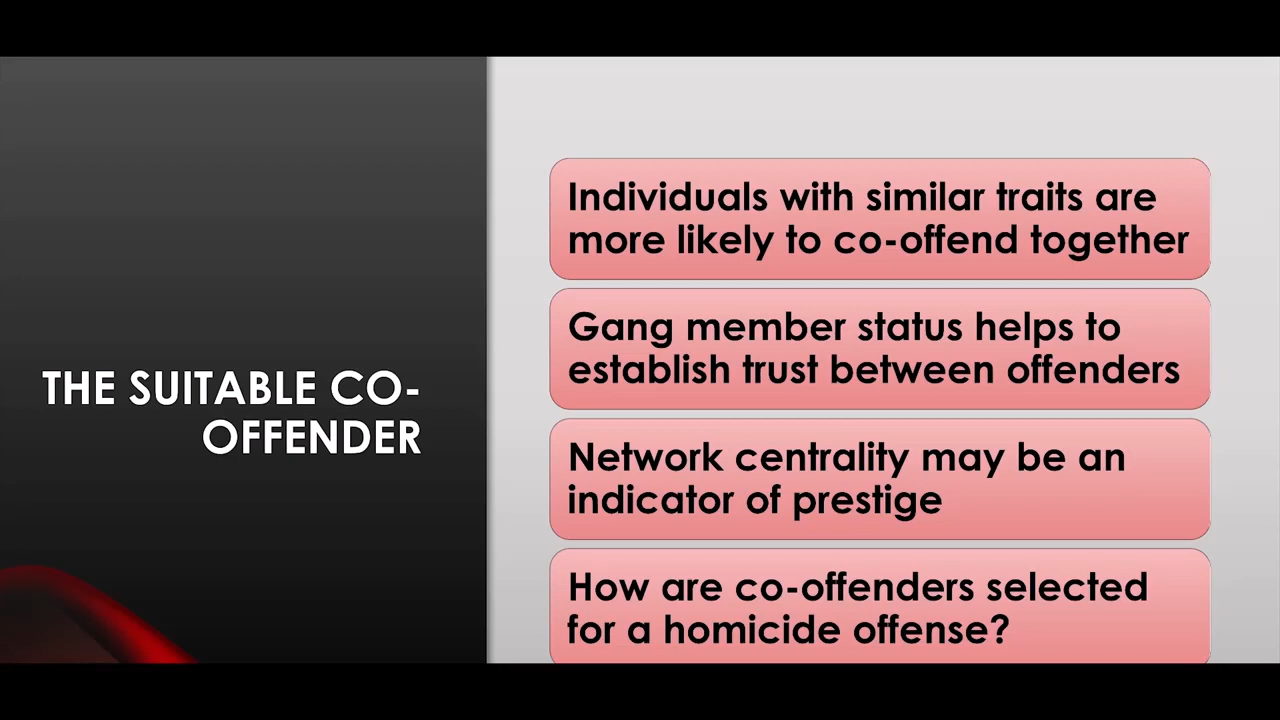 THE SUITABLE CO-
OFFENDER
Individuals with similar traits are
more likely to co-offend together
Gang member status helps to
establish trust between offenders
Network centrality may be an
indicator of prestige
How are co-offenders selected
for a homicide offense?